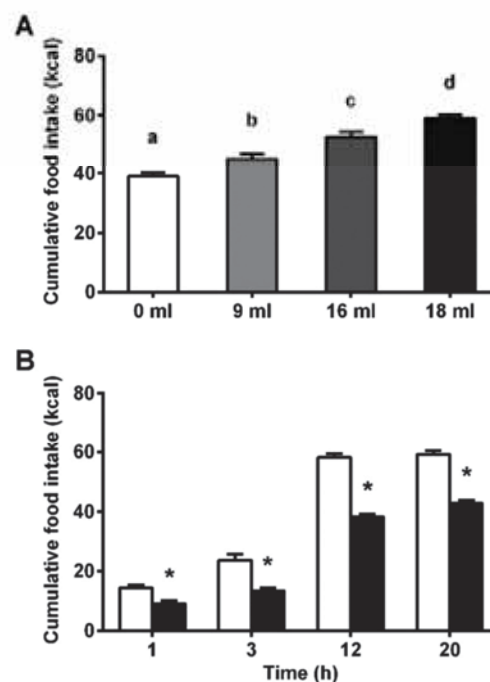 A
Cumulative food intake (kcal)
80
60
40
20
0
a
b
c
d
0 ml
9 ml
16 ml
18 ml
B
Cumulative food intake (kcal)
80
60
40
20
0
*
*
*
*
1
3
12
20
Time (h)